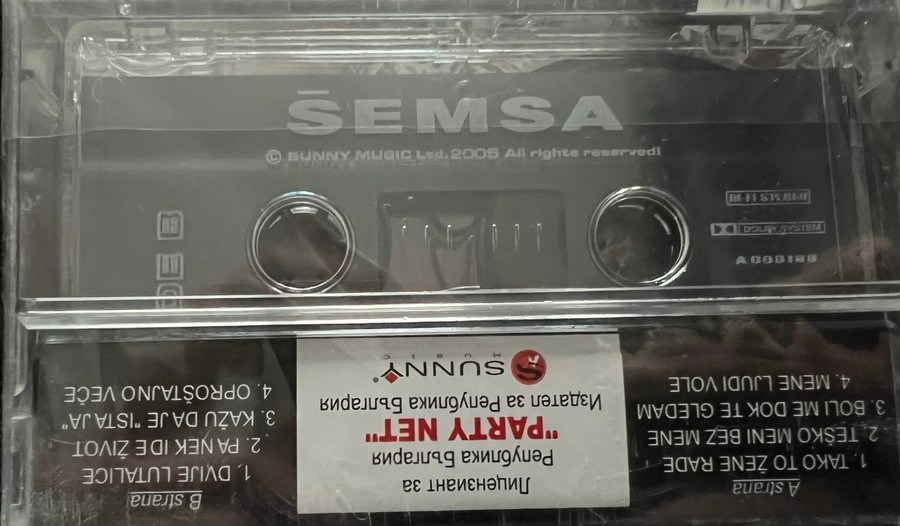 ŠEMSA
© SUNNY MUSIC Ltd. 2005 All rights reserved!
HI-FI STEREO
DOLBY SYSTEM
B
A strana
1. TAKO TO ŽENE RADE
2. TEŠKO MENI BEZ MENE
3. BOLI ME DOK TE GLEDAM
4. MENE LJUDI VOLE
Лицензиант за
Република България
"PARTY NET"
Издател за Република България
SUNNY
MUSIC
B strana
1. DVIJE LUTALICE
2. PA NEK IDE ŽIVOT
3. KAŽU DA JE "ISTA JA"
4. OPROŠTAJNO VEČE